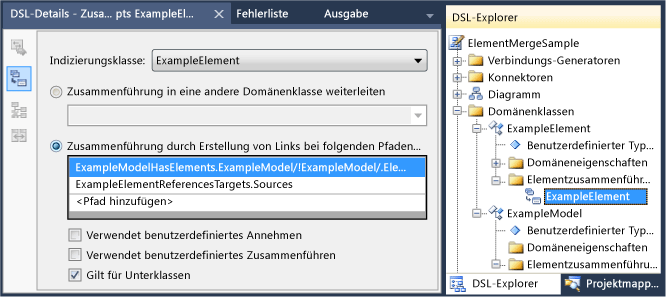 DSL-Details - Zusa... pts ExampleEl...
Fehlerliste
Ausgabe
Indizierungsklasse:
ExampleElement
Zusammenführung in eine andere Domänenklasse weiterleiten
Zusammenführung durch Erstellung von Links bei folgenden Pfaden...
ExampleModelHasElements.ExampleModel/!ExampleModel/.Ele...
ExampleElementReferencesTargets.Sources
<Pfad hinzufügen>
Verwendet benutzerdefiniertes Annehmen
Verwendet benutzerdefiniertes Zusammenführen
Gilt für Unterklassen
DSL-Explorer
ElementMergeSample
Verbindungs-Generatoren
Konnektoren
Diagramm
Domänenklassen
ExampleElement
Benutzerdefinierter Typ...
Domäneneigenschaften
Elementzusammenführ...
ExampleElement
ExampleModel
Benutzerdefinierter Typ...
Domäneneigenschaften
Elementzusammenführu...
DSL-Explorer
Projektmapp...